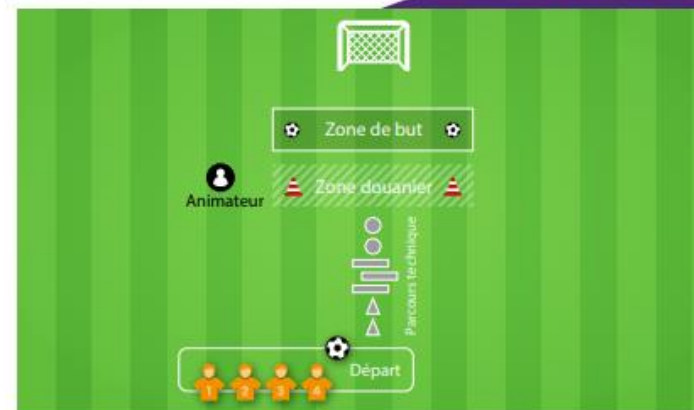 Zone de but
Zone douanier
Animateur
Parcours technique
Départ
1 2 3 4